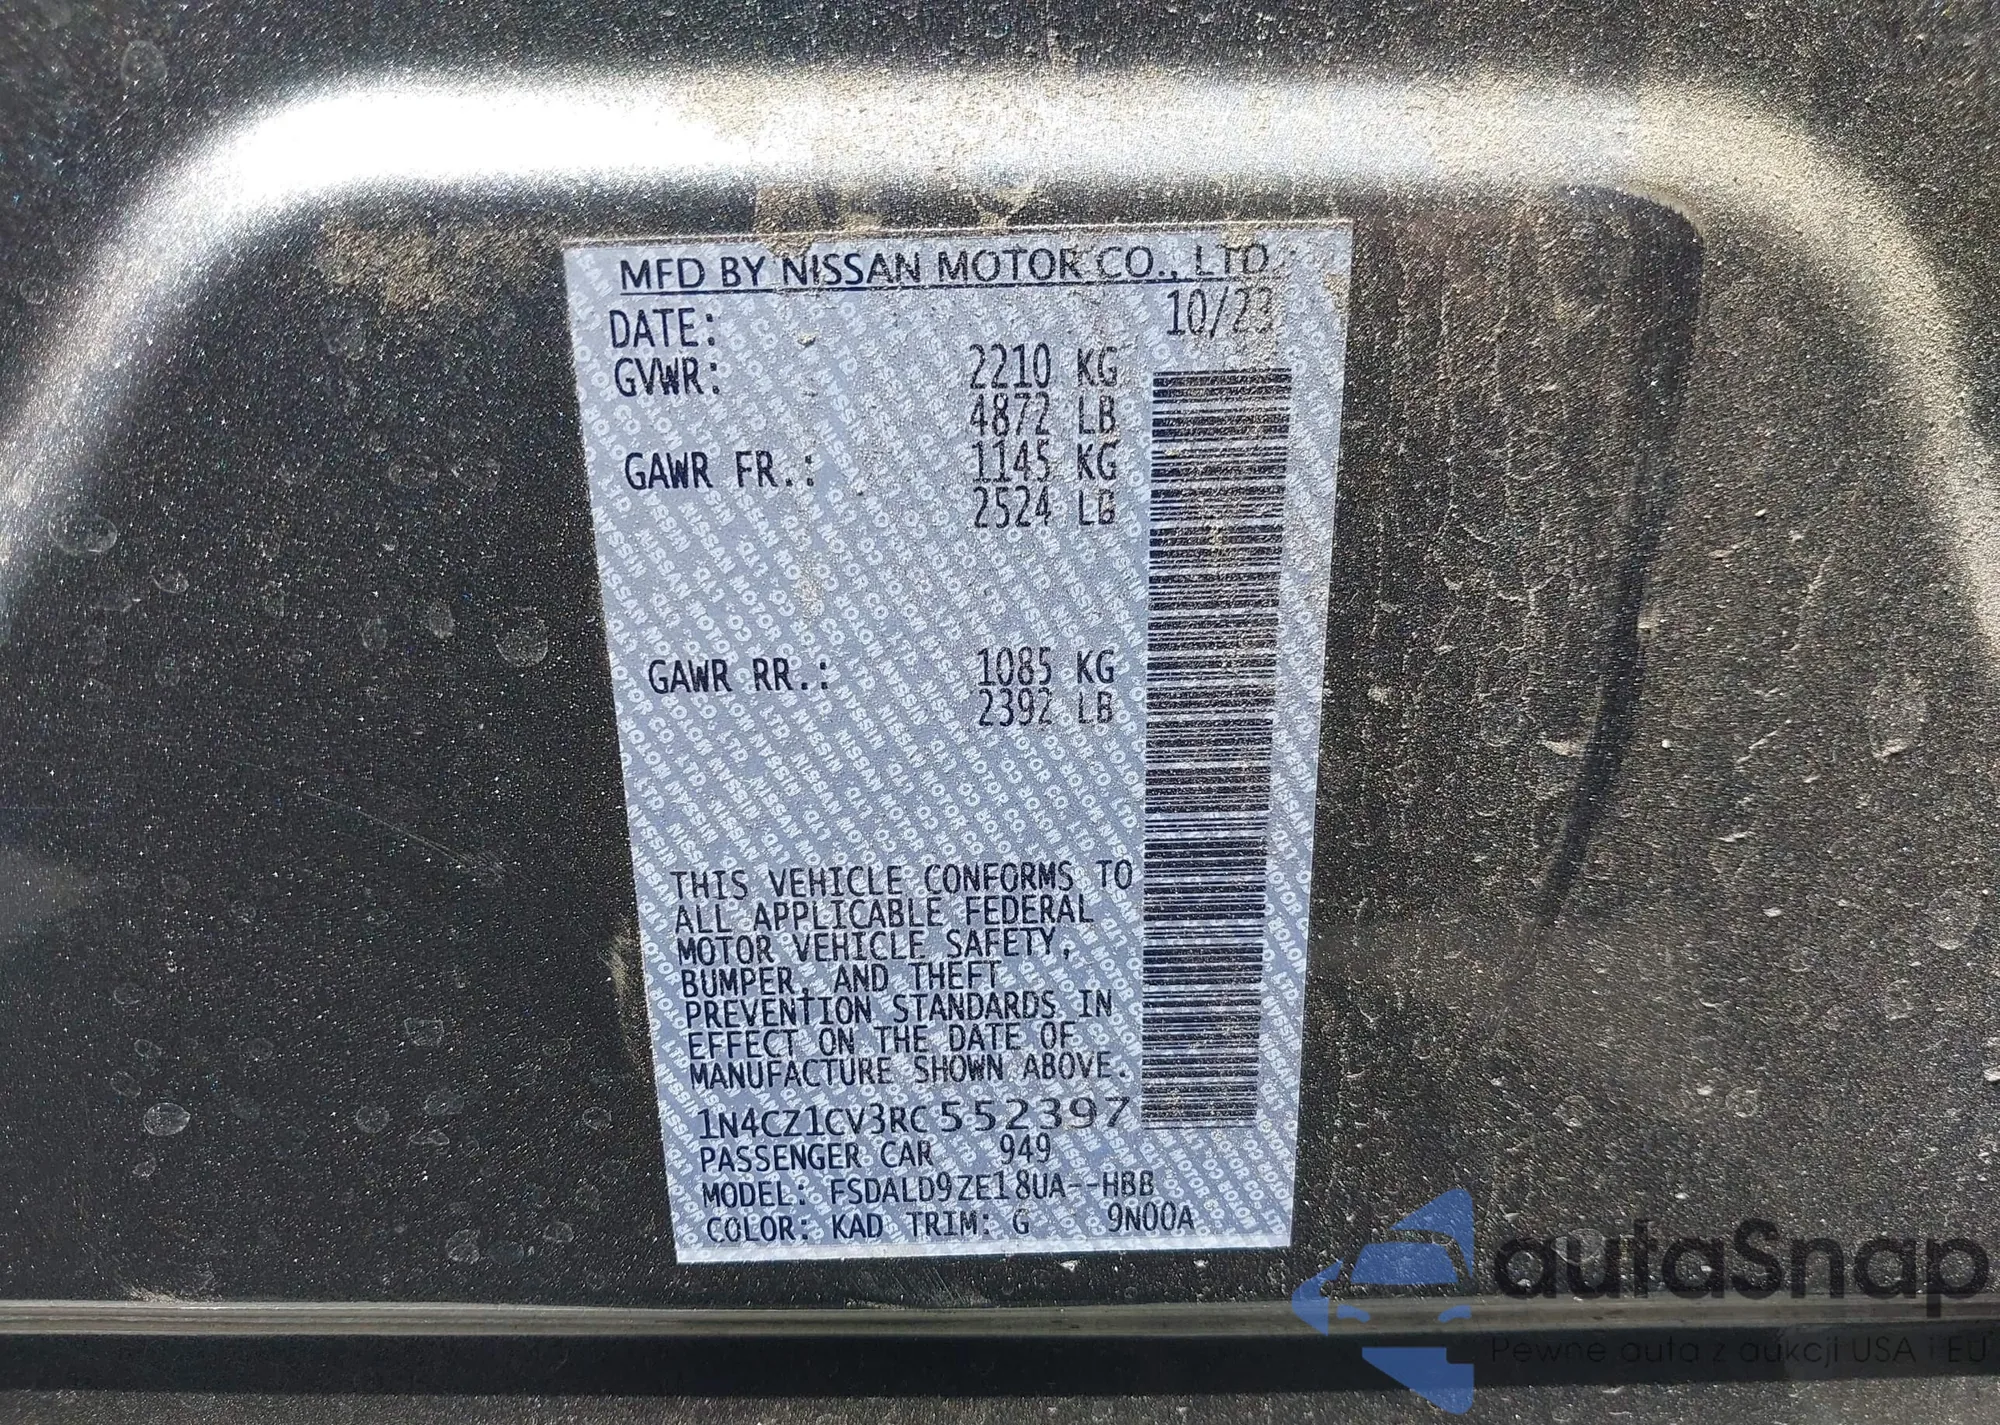 MFD BY NISSAN MOTOR CO., LTD.
DATE: 10/23
GVWR: 2210 KG
4872 LB
GAWR FR.: 1145 KG
2524 LB
GAWR RR.: 1085 KG
2392 LB
THIS VEHICLE CONFORMS TO
ALL APPLICABLE FEDERAL
MOTOR VEHICLE SAFETY,
BUMPER, AND THEFT
PREVENTION STANDARDS IN
EFFECT ON THE DATE OF
MANUFACTURE SHOWN ABOVE.
1N4CZ1CV3RC552397
PASSENGER CAR 949
MODEL: FSDALD9ZE18UA--HBB
COLOR: KAD TRIM: G 9N00A
autaSnap
Pewne auta z aukcji USA i EU